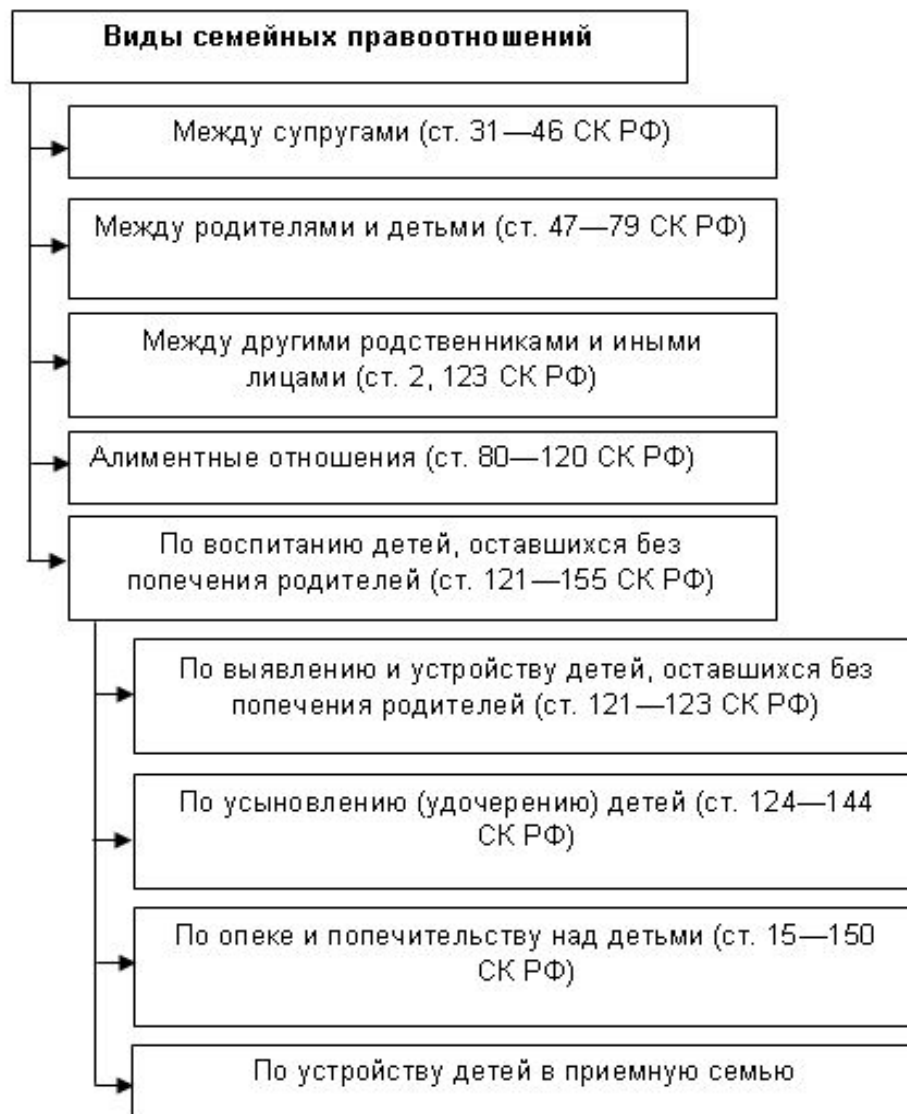 Виды семейных правоотношений
Между супругами (ст. 31—46 СК РФ)
Между родителями и детьми (ст. 47—79 СК РФ)
Между другими родственниками и иными
лицами (ст. 2, 123 СК РФ)
Алиментные отношения (ст. 80—120 СК РФ)
По воспитанию детей, оставшихся без
попечения родителей (ст. 121—155 СК РФ)
По выявлению и устройству детей, оставшихся без
попечения родителей (ст. 121—123 СК РФ)
По усыновлению (удочерению) детей (ст. 124—144
СК РФ)
По опеке и попечительству над детьми (ст. 15—150
СК РФ)
По устройству детей в приемную семью